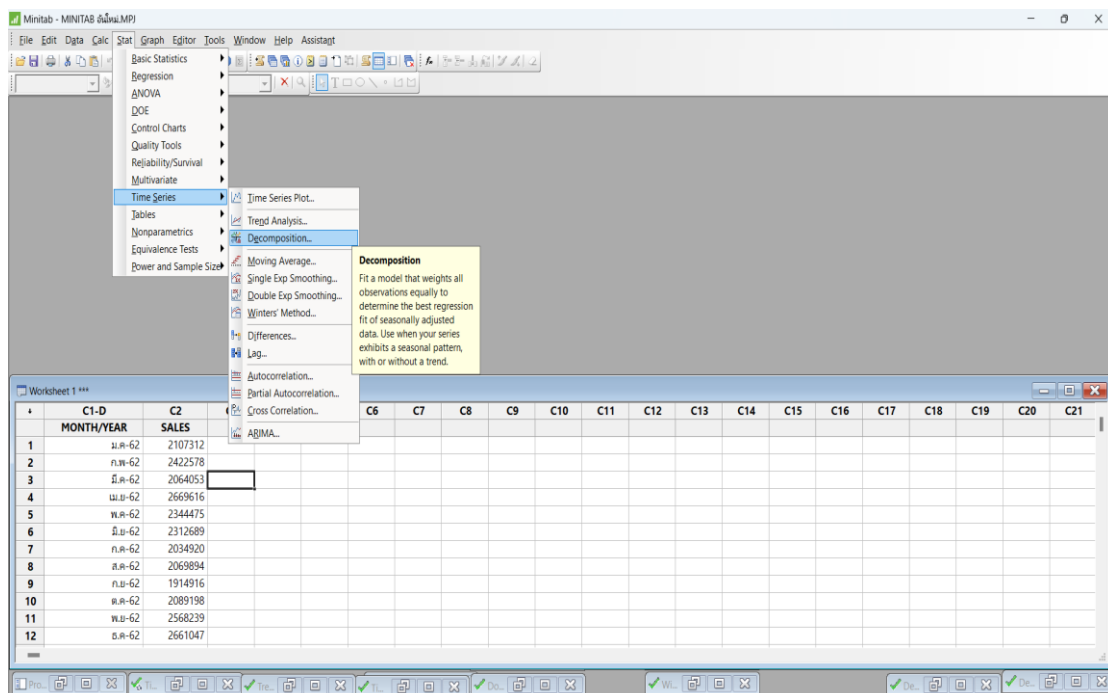 Minitab - MINITAB อันใหม่.MPJ
File Edit Data Calc Stat Graph Editor Tools Window Help Assistant
Basic Statistics
Regression
ANOVA
DOE
Control Charts
Quality Tools
Reliability/Survival
Multivariate
Time Series
Tables
Nonparametrics
Equivalence Tests
Power and Sample Size
Time Series Plot...
Trend Analysis...
Decomposition...
Moving Average...
Single Exp Smoothing...
Double Exp Smoothing...
Winters' Method...
Differences...
Lag...
Autocorrelation...
Partial Autocorrelation...
Cross Correlation...
ARIMA...
Decomposition
Fit a model that weights all
observations equally to
determine the best regression
fit of seasonally adjusted
data. Use when your series
exhibits a seasonal pattern,
with or without a trend.
Worksheet 1 ***
C1-D C2 C6 C7 C8 C9 C10 C11 C12 C13 C14 C15 C16 C17 C18 C19 C20 C21
MONTH/YEAR SALES
1 ม.ค-62 2107312
2 ก.พ-62 2422578
3 มี.ค-62 2064053
4 เม.ย-62 2669616
5 พ.ค-62 2344475
6 มิ.ย-62 2312689
7 ก.ค-62 2034920
8 ส.ค-62 2069894
9 ก.ย-62 1914916
10 ต.ค-62 2089198
11 พ.ย-62 2568239
12 ธ.ค-62 2661047
Pro... Ti... Tre... Ti... Do... Wi... De... De...